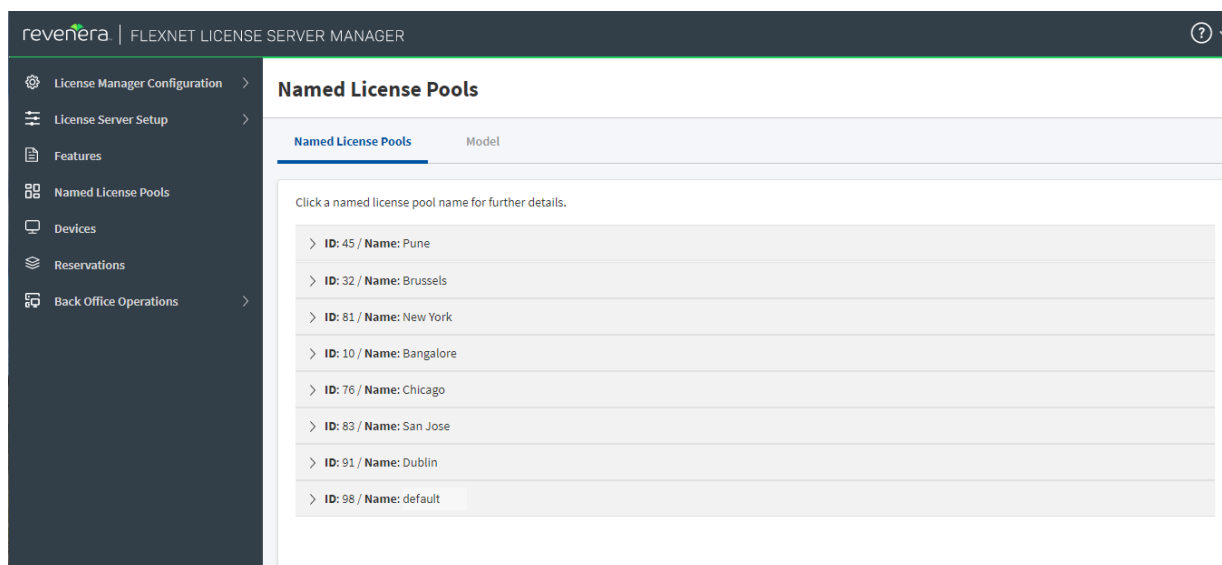 revenera. | FLEXNET LICENSE SERVER MANAGER
License Manager Configuration
License Server Setup
Features
Named License Pools
Devices
Reservations
Back Office Operations
Named License Pools
Named License Pools Model
Click a named license pool name for further details.
ID: 45 / Name: Pune
ID: 32 / Name: Brussels
ID: 81 / Name: New York
ID: 10 / Name: Bangalore
ID: 76 / Name: Chicago
ID: 83 / Name: San Jose
ID: 91 / Name: Dublin
ID: 98 / Name: default